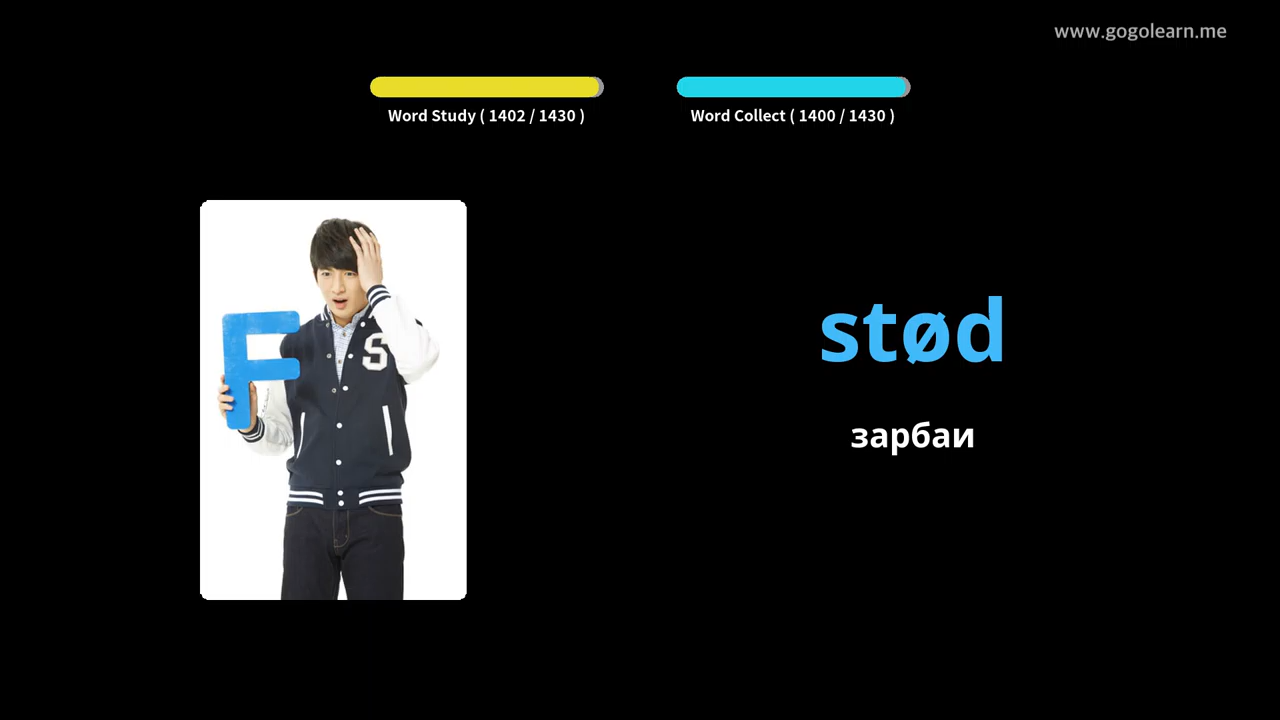 www.gogolearn.me
Word Study ( 1402 / 1430 )
Word Collect ( 1400 / 1430 )
F
S
stød
зарбаи